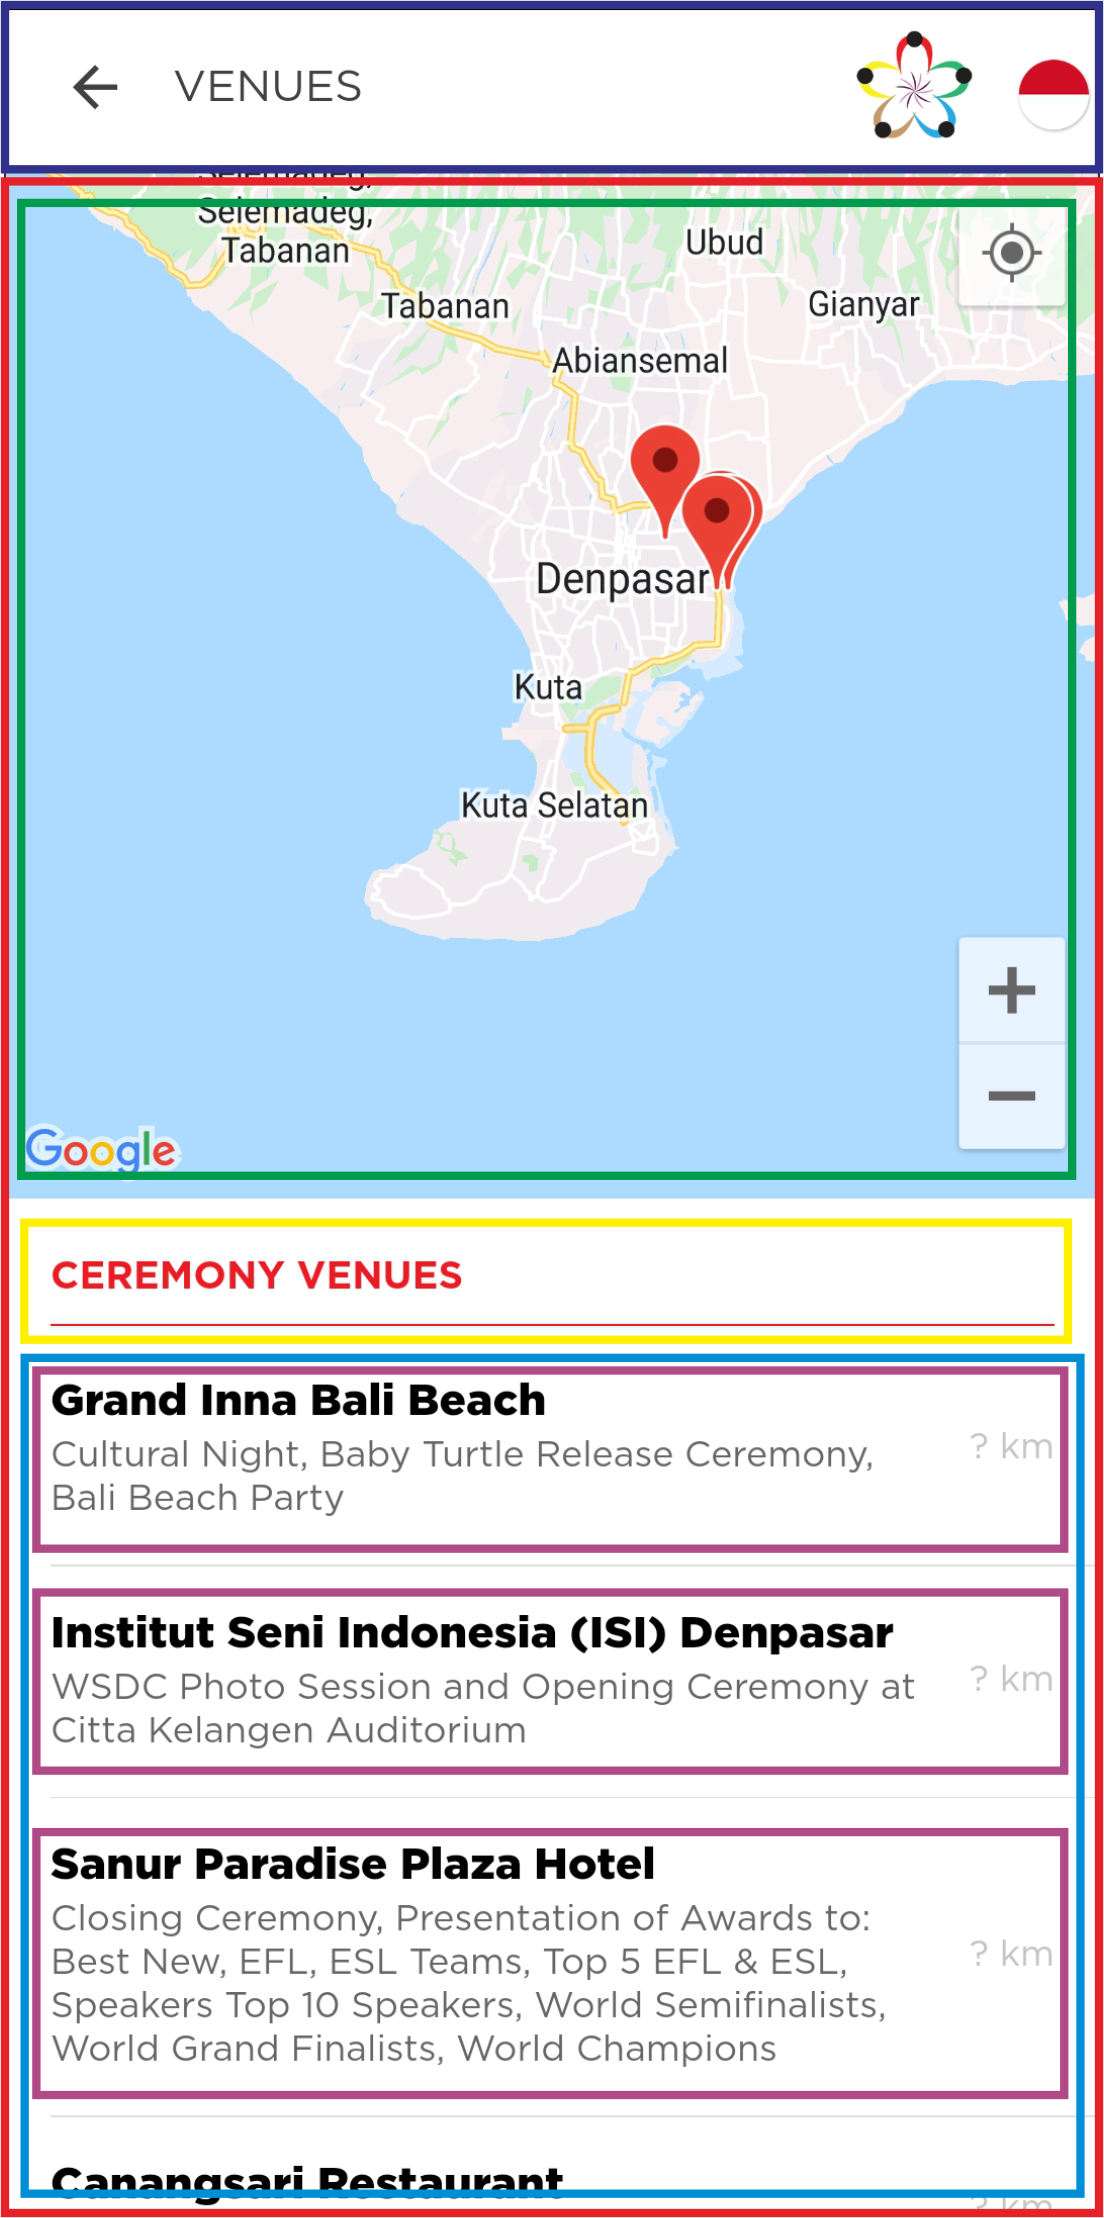 VENUES
Selemadeg,
Selemadeg,
Tabanan
Ubud
Tabanan
Gianyar
Abiansemal
Denpasar
Kuta
Kuta Selatan
Google
CEREMONY VENUES
Grand Inna Bali Beach
Cultural Night, Baby Turtle Release Ceremony,
Bali Beach Party
? km
Institut Seni Indonesia (ISI) Denpasar
WSDC Photo Session and Opening Ceremony at
Citta Kelangen Auditorium
? km
Sanur Paradise Plaza Hotel
Closing Ceremony, Presentation of Awards to:
Best New, EFL, ESL Teams, Top 5 EFL & ESL,
Speakers Top 10 Speakers, World Semifinalists,
World Grand Finalists, World Champions
? km
Canangsari Restaurant
? km